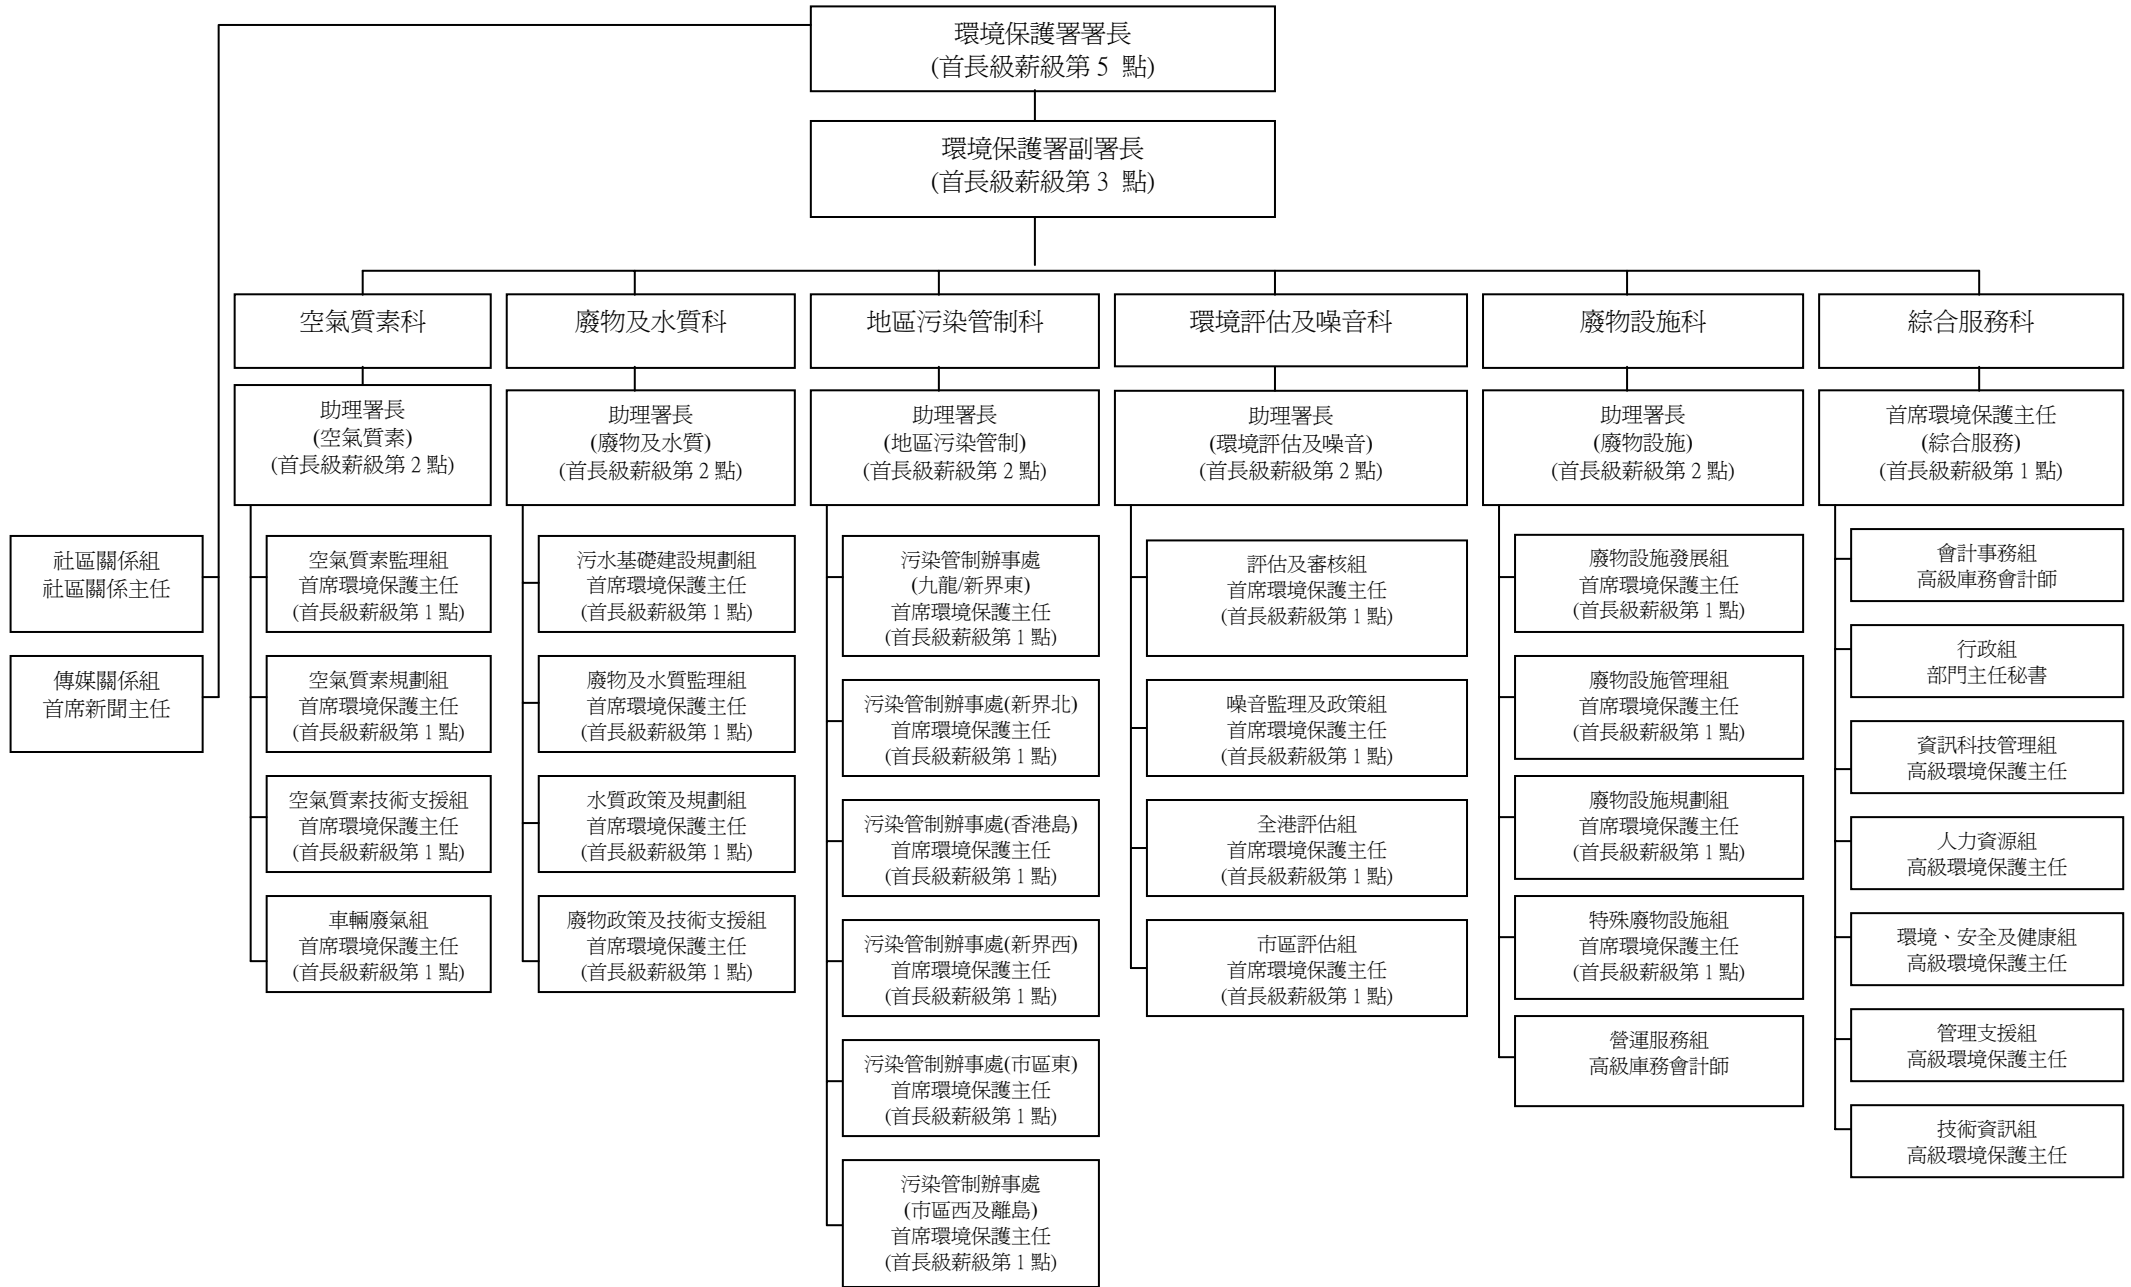 環境保護署署長
(首長級薪級第 5 點)
環境保護署副署長
(首長級薪級第 3 點)
空氣質素科
廢物及水質科
地區污染管制科
環境評估及噪音科
廢物設施科
綜合服務科
助理署長
(空氣質素)
(首長級薪級第 2 點)
助理署長
(廢物及水質)
(首長級薪級第 2 點)
助理署長
(地區污染管制)
(首長級薪級第 2 點)
助理署長
(環境評估及噪音)
(首長級薪級第 2 點)
助理署長
(廢物設施)
(首長級薪級第 2 點)
首席環境保護主任
(綜合服務)
(首長級薪級第 1 點)
社區關係組
社區關係主任
傳媒關係組
首席新聞主任
空氣質素監理組
首席環境保護主任
(首長級薪級第 1 點)
空氣質素規劃組
首席環境保護主任
(首長級薪級第 1 點)
空氣質素技術支援組
首席環境保護主任
(首長級薪級第 1 點)
車輛廢氣組
首席環境保護主任
(首長級薪級第 1 點)
污水基礎建設規劃組
首席環境保護主任
(首長級薪級第 1 點)
廢物及水質監理組
首席環境保護主任
(首長級薪級第 1 點)
水質政策及規劃組
首席環境保護主任
(首長級薪級第 1 點)
廢物政策及技術支援組
首席環境保護主任
(首長級薪級第 1 點)
污染管制辦事處
(九龍/新界東)
首席環境保護主任
(首長級薪級第 1 點)
污染管制辦事處(新界北)
首席環境保護主任
(首長級薪級第 1 點)
污染管制辦事處(香港島)
首席環境保護主任
(首長級薪級第 1 點)
污染管制辦事處(新界西)
首席環境保護主任
(首長級薪級第 1 點)
污染管制辦事處(市區東)
首席環境保護主任
(首長級薪級第 1 點)
污染管制辦事處
(市區西及離島)
首席環境保護主任
(首長級薪級第 1 點)
評估及審核組
首席環境保護主任
(首長級薪級第 1 點)
噪音監理及政策組
首席環境保護主任
(首長級薪級第 1 點)
全港評估組
首席環境保護主任
(首長級薪級第 1 點)
市區評估組
首席環境保護主任
(首長級薪級第 1 點)
廢物設施發展組
首席環境保護主任
(首長級薪級第 1 點)
廢物設施管理組
首席環境保護主任
(首長級薪級第 1 點)
廢物設施規劃組
首席環境保護主任
(首長級薪級第 1 點)
特殊廢物設施組
首席環境保護主任
(首長級薪級第 1 點)
營運服務組
高級庫務會計師
會計事務組
高級庫務會計師
行政組
部門主任秘書
資訊科技管理組
高級環境保護主任
人力資源組
高級環境保護主任
環境、安全及健康組
高級環境保護主任
管理支援組
高級環境保護主任
技術資訊組
高級環境保護主任